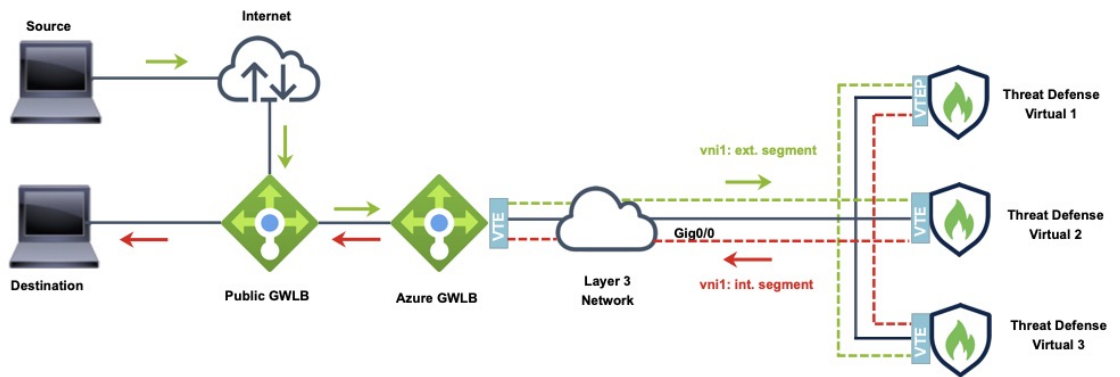 Source
Internet
VTEP
Threat Defense
Virtual 1
vni1: ext. segment
VTE
VTE
Threat Defense
Virtual 2
Gig0/0
Destination
Public GWLB
Azure GWLB
Layer 3
Network
vni1: int. segment
VTE
Threat Defense
Virtual 3